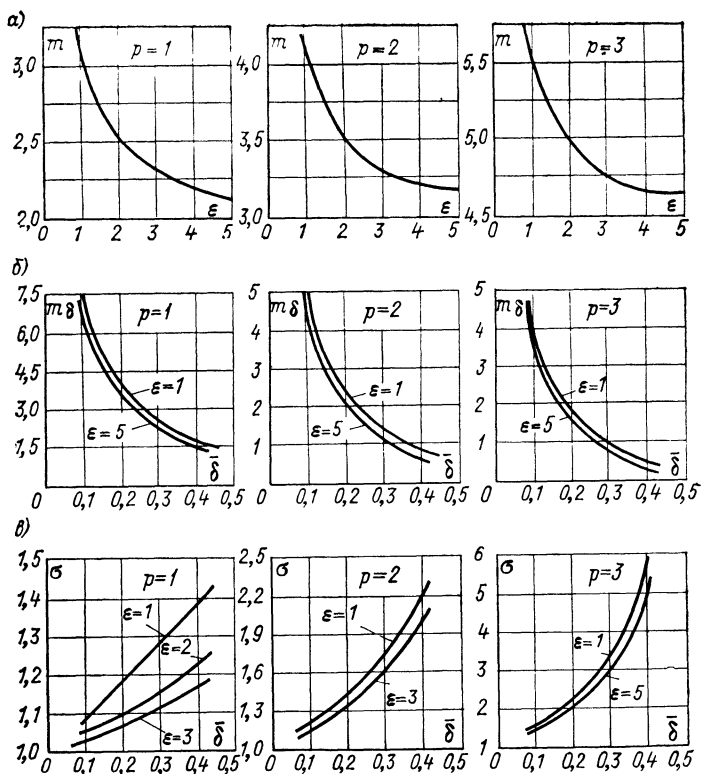 а)
m p=1 m p=2 m p=3
3,0 4,0 5,5
2,5 3,5 5,0
2,0 3,0 4,5
ε ε ε
0 1 2 3 4 5 0 1 2 3 4 5 0 1 2 3 4 5
б)
7,5 mδ p=1 5 mδ p=2 5 mδ p=3
6,0 4 4
4,5 ε=1 3 ε=1 3 ε=1
3,0 ε=5 2 ε=5 2 ε=5
1,5 δ̄ 1 δ̄ 1 δ̄
0 0,1 0,2 0,3 0,4 0,5 0 0,1 0,2 0,3 0,4 0,5 0 0,1 0,2 0,3 0,4 0,5
в)
1,5 σ p=1 2,5 σ p=2 6 σ p=3
1,4 ε=1 2,2 ε=1 5
1,3 ε=2 1,9 4 ε=1
1,2 1,6 ε=3 3 ε=5
1,1 ε=3 δ̄ 1,3 δ̄ 2 δ̄
1,0 1,0 1
0 0,1 0,2 0,3 0,4 0,5 0 0,1 0,2 0,3 0,4 0,5 0 0,1 0,2 0,3 0,4 0,5